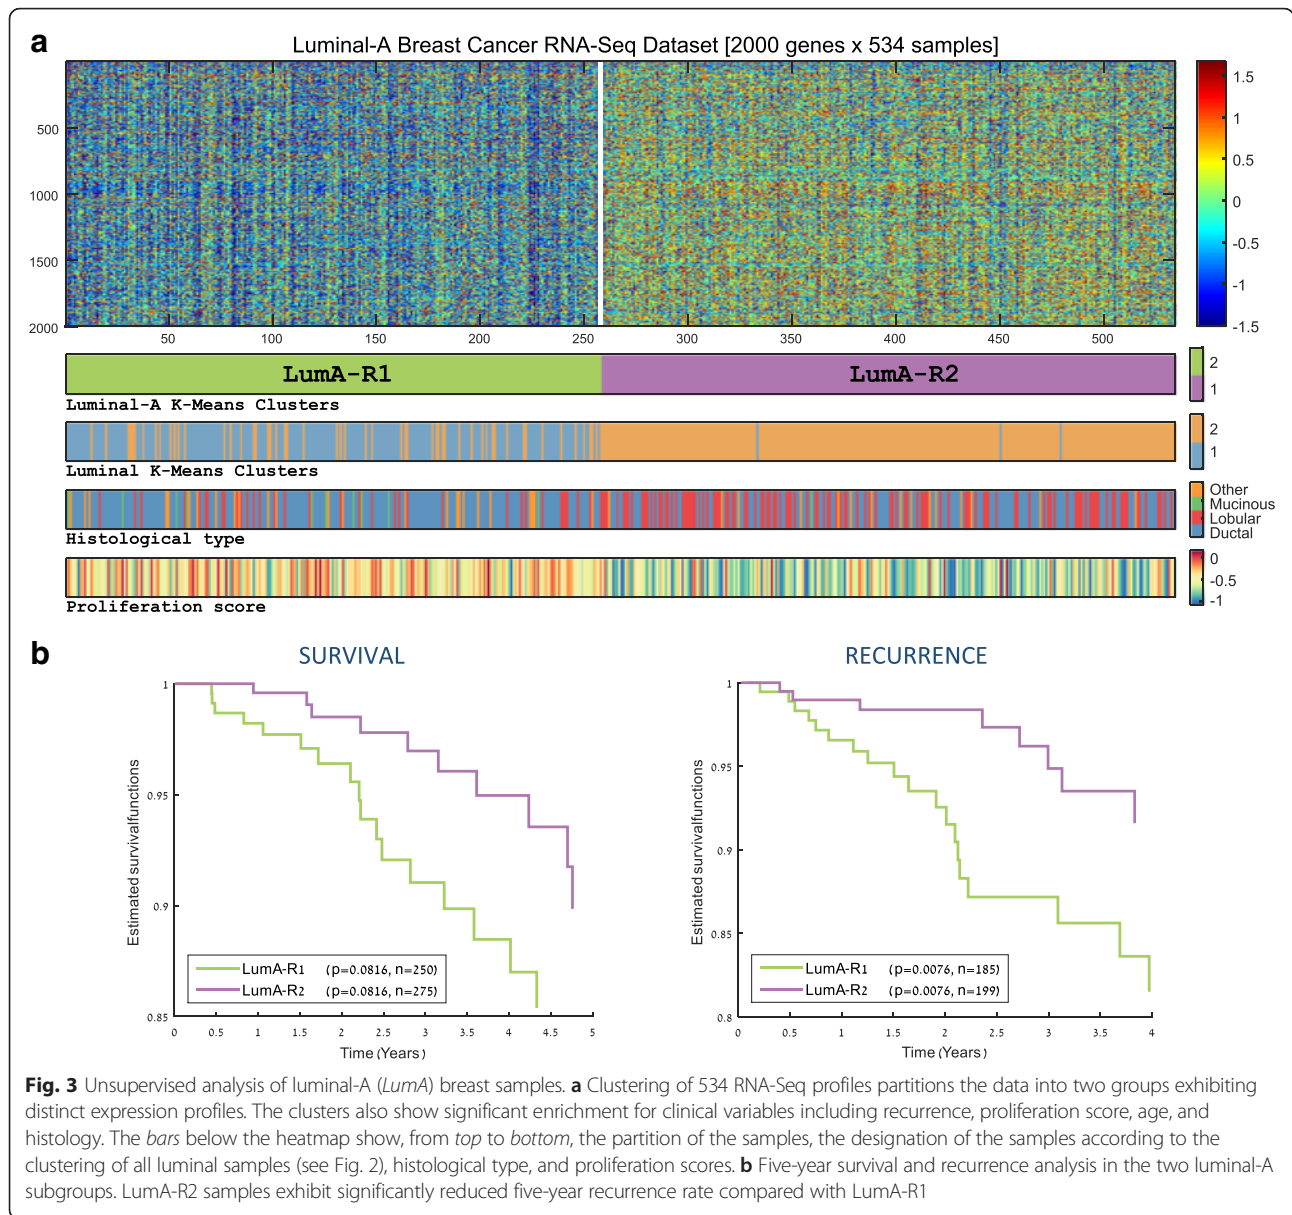 a
Luminal-A Breast Cancer RNA-Seq Dataset [2000 genes x 534 samples]
500
1000
1500
2000
50 100 150 200 250 300 350 400 450 500
1.5
1
0.5
0
-0.5
-1
-1.5
LumA-R1 LumA-R2
2
1
Luminal-A K-Means Clusters
2
1
Luminal K-Means Clusters
Other
Mucinous
Lobular
Ductal
Histological type
0
-0.5
-1
Proliferation score
b
SURVIVAL
1
0.95
0.9
0.85
Estimated survivalfunctions
LumA-R1 (p=0.0816, n=250)
LumA-R2 (p=0.0816, n=275)
0 0.5 1 1.5 2 2.5 3 3.5 4 4.5 5
Time (Years)
RECURRENCE
1
0.95
0.9
0.85
0.8
Estimated survivalfunctions
LumA-R1 (p=0.0076, n=185)
LumA-R2 (p=0.0076, n=199)
0 0.5 1 1.5 2 2.5 3 3.5 4
Time (Years)
Fig. 3 Unsupervised analysis of luminal-A (LumA) breast samples. a Clustering of 534 RNA-Seq profiles partitions the data into two groups exhibiting
distinct expression profiles. The clusters also show significant enrichment for clinical variables including recurrence, proliferation score, age, and
histology. The bars below the heatmap show, from top to bottom, the partition of the samples, the designation of the samples according to the
clustering of all luminal samples (see Fig. 2), histological type, and proliferation scores. b Five-year survival and recurrence analysis in the two luminal-A
subgroups. LumA-R2 samples exhibit significantly reduced five-year recurrence rate compared with LumA-R1